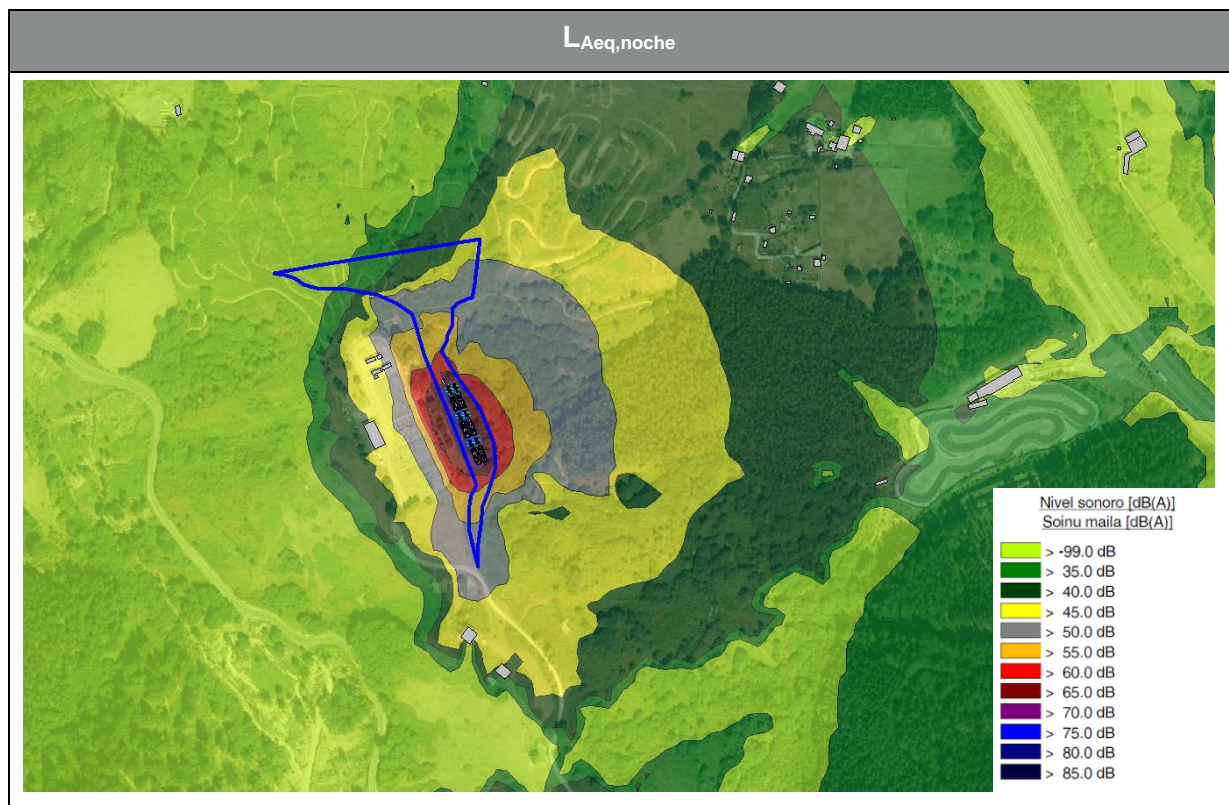 LAeq,noche
Nivel sonoro [dB(A)]
Soinu maila [dB(A)]
> -99.0 dB
> 35.0 dB
> 40.0 dB
> 45.0 dB
> 50.0 dB
> 55.0 dB
> 60.0 dB
> 65.0 dB
> 70.0 dB
> 75.0 dB
> 80.0 dB
> 85.0 dB